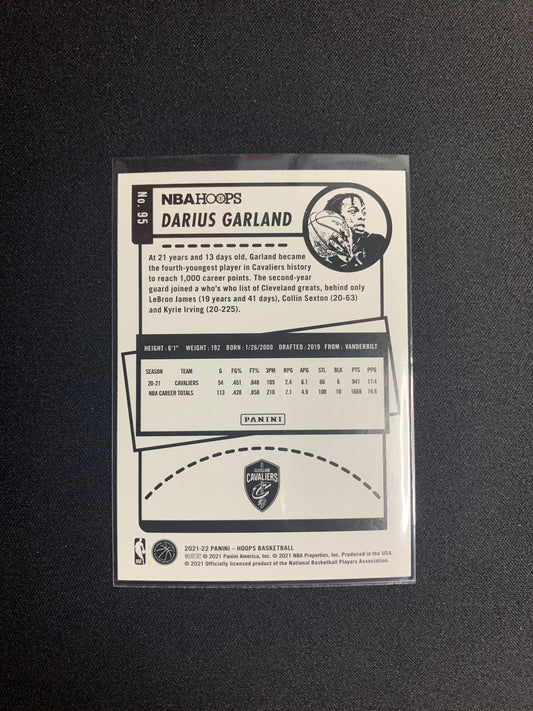 No. 95
NBA HOOPS
DARIUS GARLAND
At 21 years and 13 days old, Garland became
the fourth-youngest player in Cavaliers history
to reach 1,000 career points. The second-year
guard joined a who's who list of Cleveland greats, behind only
LeBron James (19 years and 41 days), Collin Sexton (20-63)
and Kyrie Irving (20-225).
HEIGHT: 6'1" WEIGHT: 192 BORN: 1/26/2000 DRAFTED: 2019 FROM: VANDERBILT
SEASON TEAM G FG% FT% 3PM RPG APG STL BLK PTS PPG
20-21 CAVALIERS 54 .451 .848 105 2.4 6.1 66 6 941 17.4
NBA CAREER TOTALS 113 .428 .858 210 2.1 4.9 108 10 1669 14.8
PANINI
CLEVELAND
CAVALIERS
C
2021-22 PANINI – HOOPS BASKETBALL
© 2021 Panini America, Inc. © 2021 NBA Properties, Inc. Produced in the USA.
© 2021 Officially licensed product of the National Basketball Players Association.